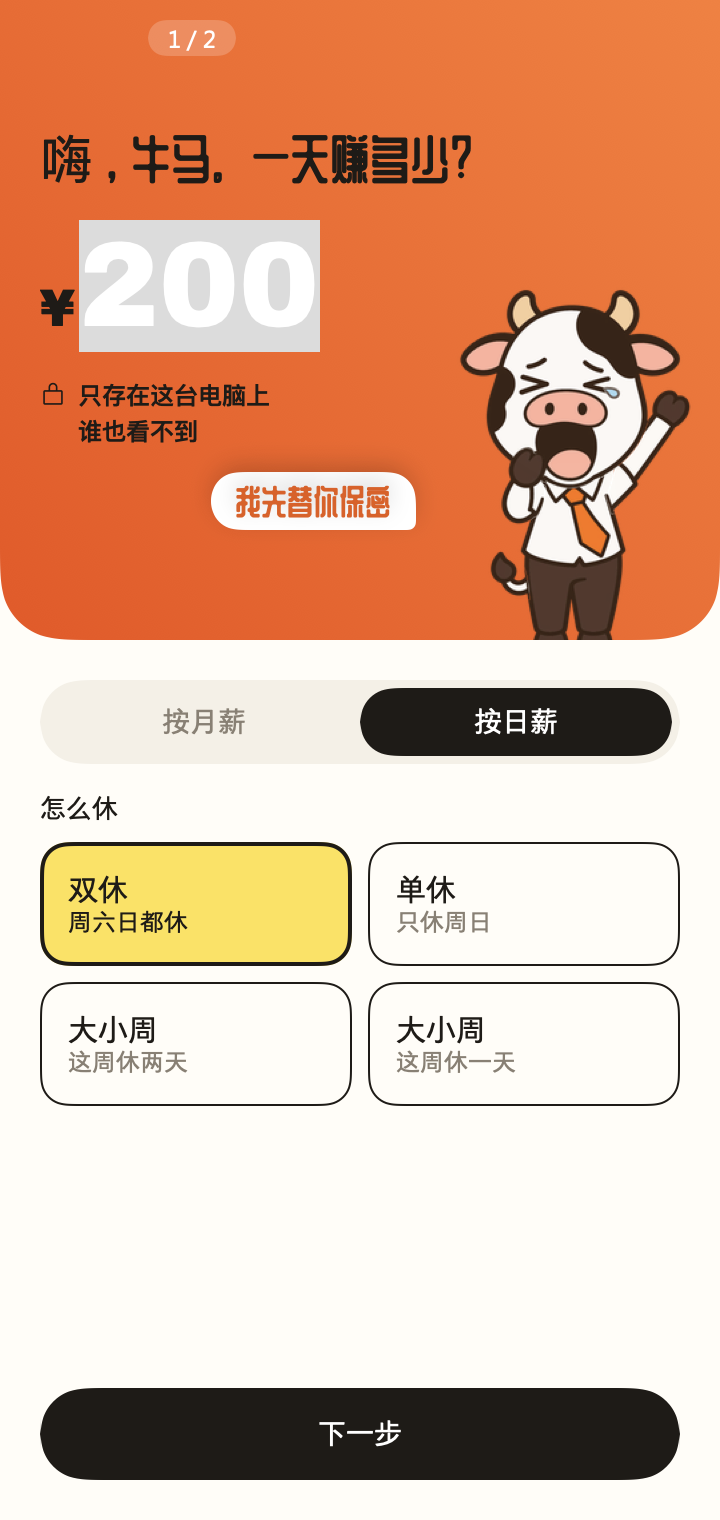 1 / 2
嗨，牛马。一天赚多少？
¥200
只存在这台电脑上
谁也看不到
我先替你保密
按月薪
按日薪
怎么休
双休
周六日都休
单休
只休周日
大小周
这周休两天
大小周
这周休一天
下一步